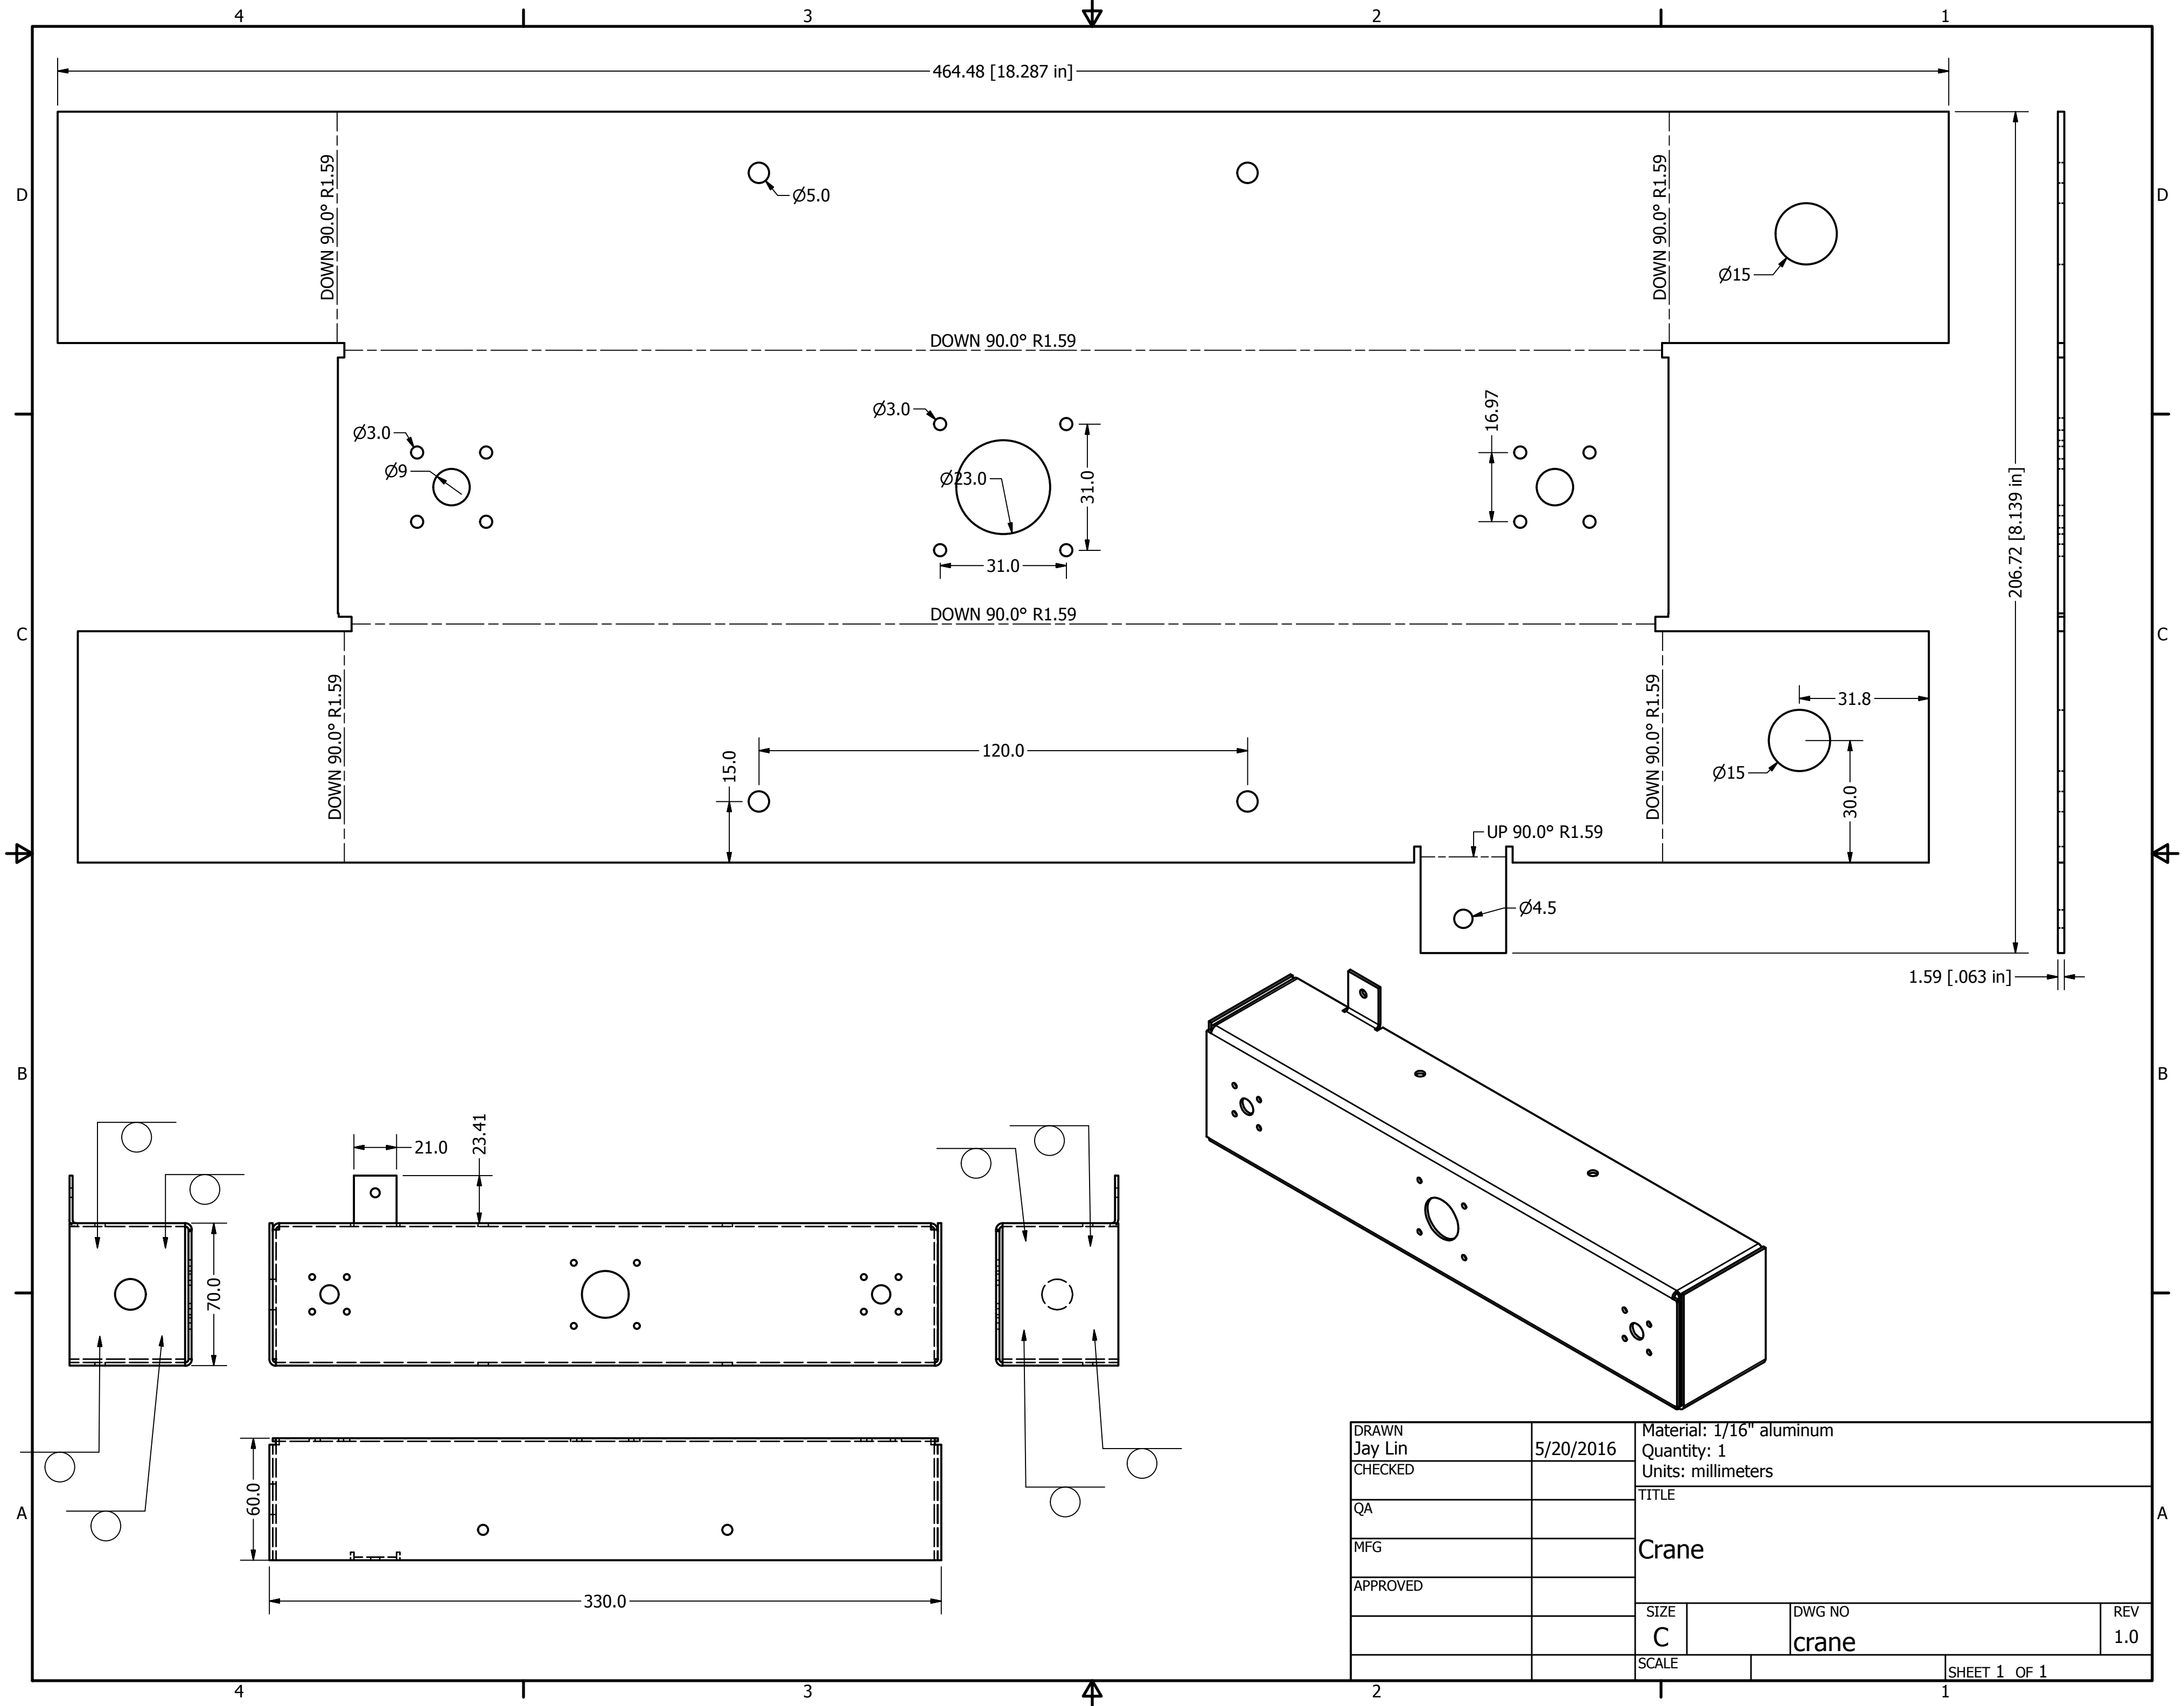 4 3 2 1
464.48 [18.287 in]
D D
DOWN 90.0° R1.59
DOWN 90.0° R1.59
Ø5.0
Ø15
DOWN 90.0° R1.59
Ø3.0
Ø9
Ø3.0
Ø23.0
31.0
31.0
16.97
206.72 [8.139 in]
DOWN 90.0° R1.59
C C
DOWN 90.0° R1.59
DOWN 90.0° R1.59
31.8
120.0
15.0
Ø15
30.0
UP 90.0° R1.59
Ø4.5
1.59 [.063 in]
B B
21.0
23.41
70.0
60.0
330.0
A A
DRAWN
Jay Lin
5/20/2016
CHECKED
QA
MFG
APPROVED
Material: 1/16" aluminum
Quantity: 1
Units: millimeters
TITLE
Crane
SIZE
C
DWG NO
crane
REV
1.0
SCALE
SHEET 1 OF 1
4 3 2 1